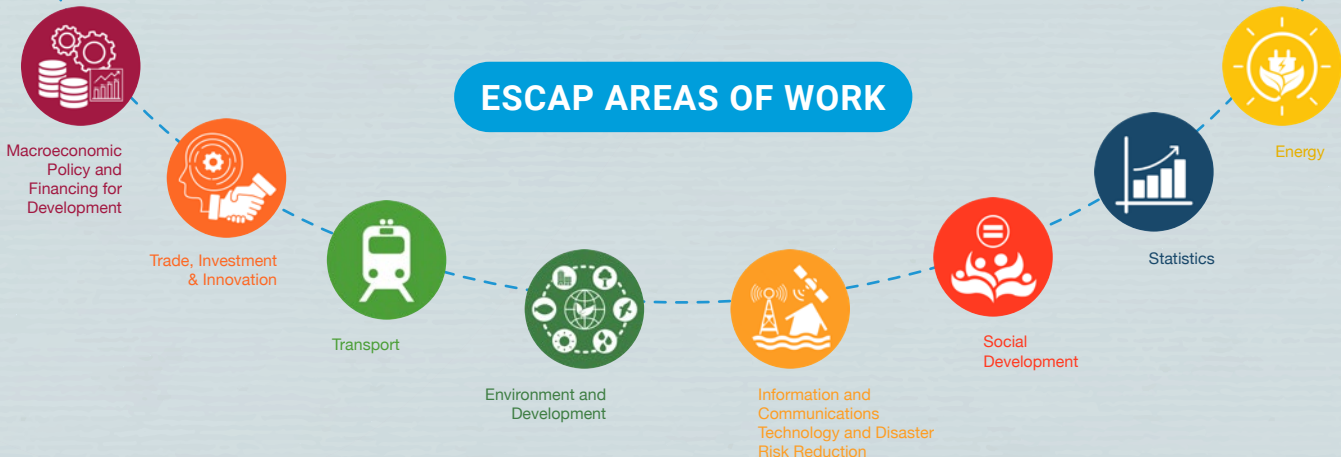 ESCAP AREAS OF WORK
Macroeconomic
Policy and
Financing for
Development
Trade, Investment
& Innovation
Transport
Environment and
Development
Information and
Communications
Technology and Disaster
Risk Reduction
Social
Development
Statistics
Energy